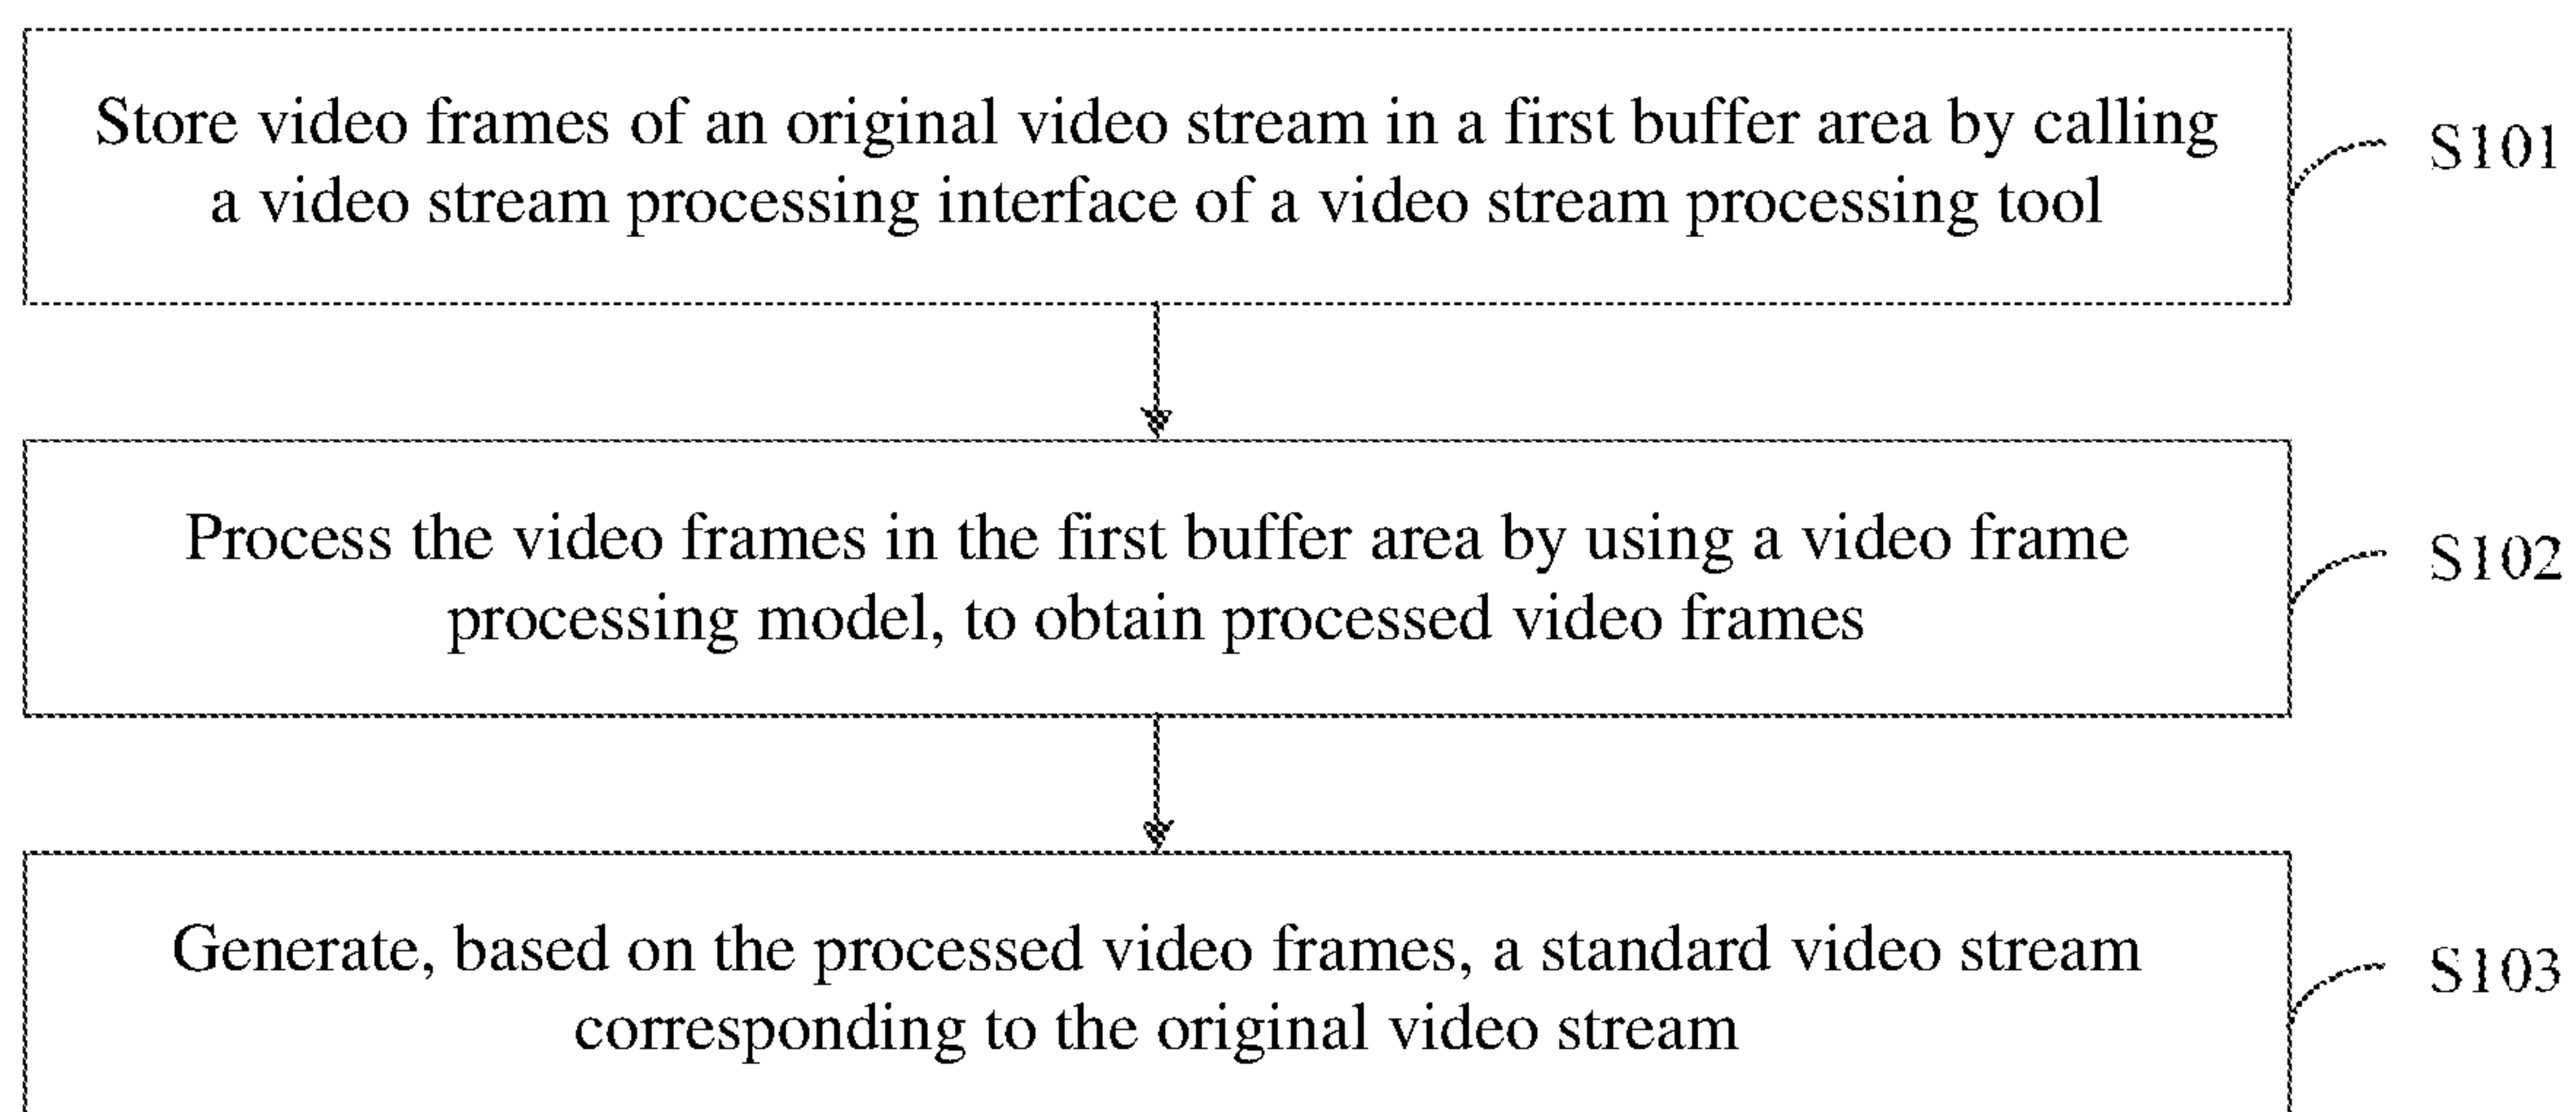 Store video frames of an original video stream in a first buffer area by calling
a video stream processing interface of a video stream processing tool
S101
Process the video frames in the first buffer area by using a video frame
processing model, to obtain processed video frames
S102
Generate, based on the processed video frames, a standard video stream
corresponding to the original video stream
S103